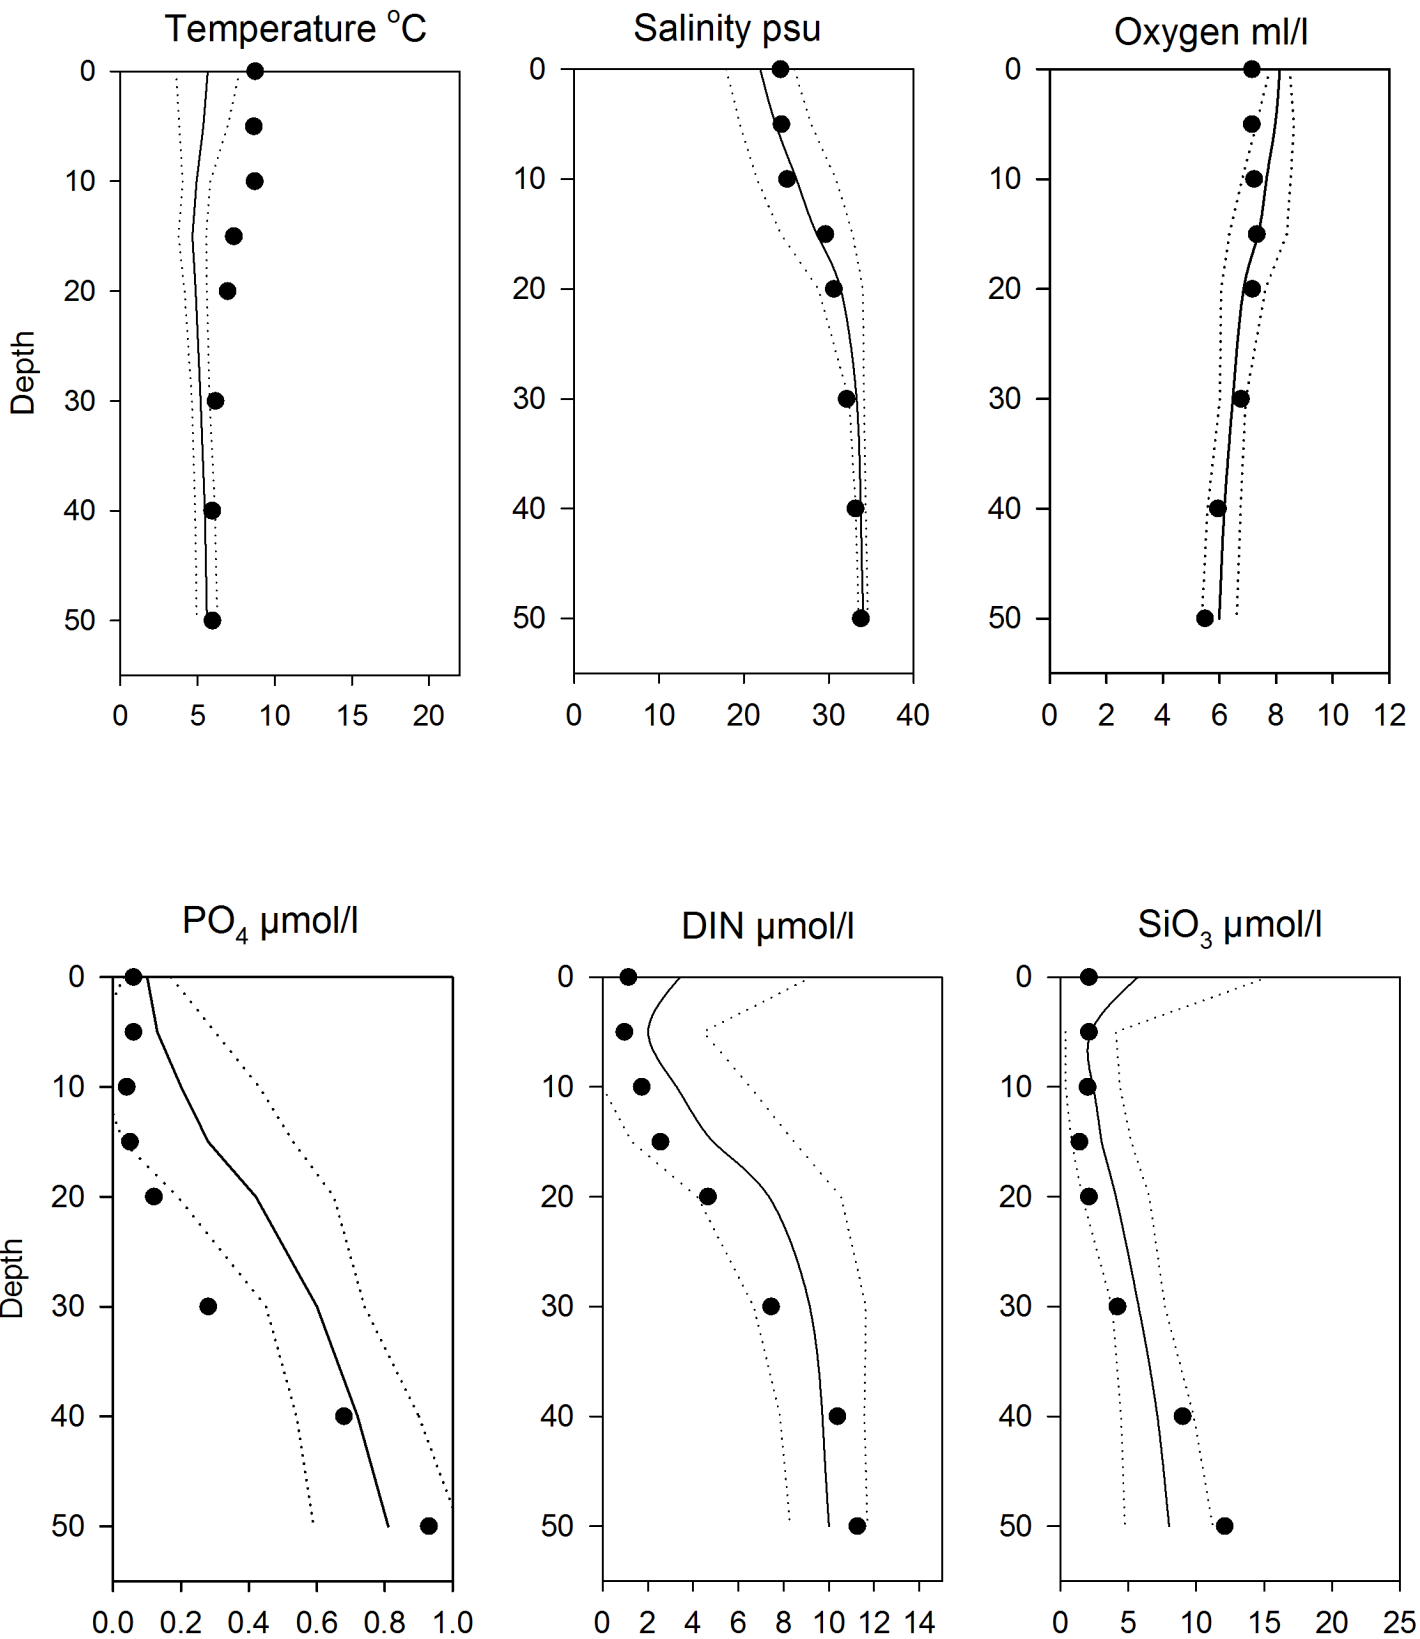 Temperature °C
Salinity psu
Oxygen ml/l
0
10
20
30
40
50
Depth
0 5 10 15 20
0
10
20
30
40
50
0 10 20 30 40
0
10
20
30
40
50
0 2 4 6 8 10 12
PO4 µmol/l
DIN µmol/l
SiO3 µmol/l
0
10
20
30
40
50
Depth
0.0 0.2 0.4 0.6 0.8 1.0
0
10
20
30
40
50
0 2 4 6 8 10 12 14
0
10
20
30
40
50
0 5 10 15 20 25